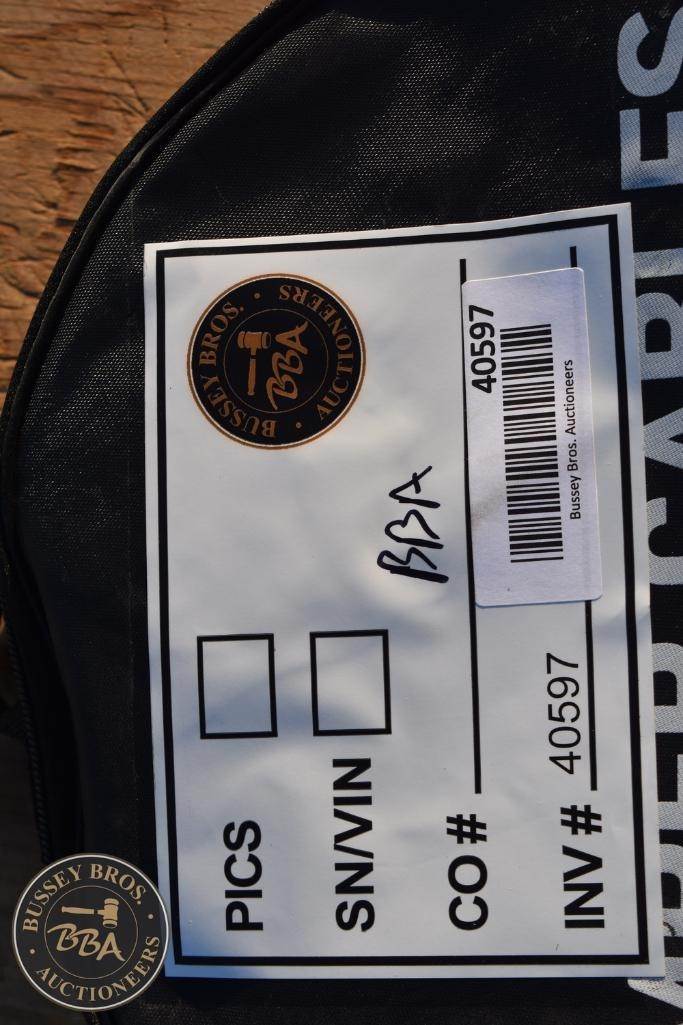 BUSSEY BROS. • AUCTIONEERS •
BBA
PICS
SN/VIN
BBA
CO #
40597
Bussey Bros. Auctioneers
INV # 40597
CABLES
BUSSEY BROS. • AUCTIONEERS •
BBA